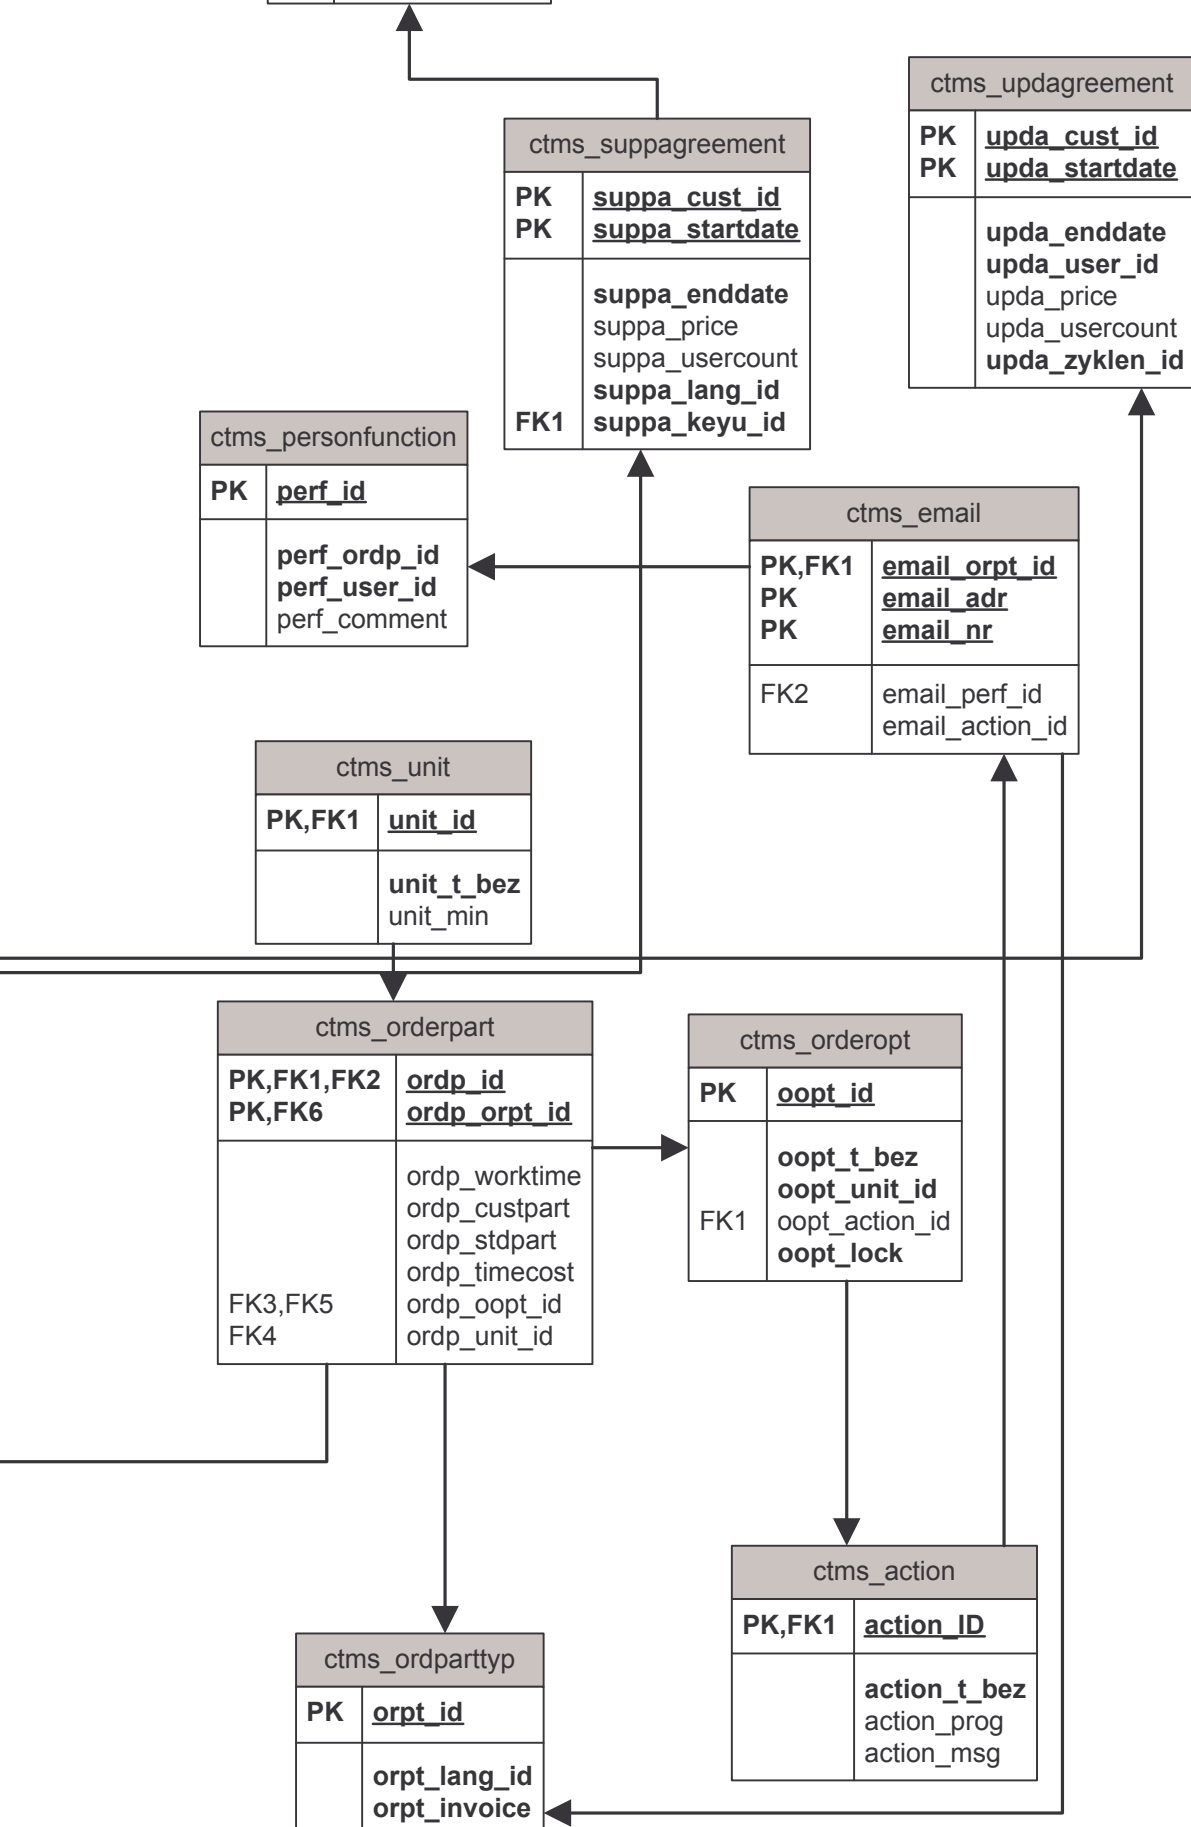 ctms_updagreement
PK upda_cust_id
PK upda_startdate
upda_enddate
upda_user_id
upda_price
upda_usercount
upda_zyklen_id
ctms_suppagreement
PK suppa_cust_id
PK suppa_startdate
suppa_enddate
suppa_price
suppa_usercount
suppa_lang_id
FK1 suppa_keyu_id
ctms_personfunction
PK perf_id
perf_ordp_id
perf_user_id
perf_comment
ctms_email
PK,FK1 email_orpt_id
PK email_adr
PK email_nr
FK2 email_perf_id
email_action_id
ctms_unit
PK,FK1 unit_id
unit_t_bez
unit_min
ctms_orderpart
PK,FK1,FK2 ordp_id
PK,FK6 ordp_orpt_id
ordp_worktime
ordp_custpart
ordp_stdpart
ordp_timecost
FK3,FK5 ordp_oopt_id
FK4 ordp_unit_id
ctms_orderopt
PK oopt_id
oopt_t_bez
oopt_unit_id
FK1 oopt_action_id
oopt_lock
ctms_action
PK,FK1 action_ID
action_t_bez
action_prog
action_msg
ctms_ordparttyp
PK orpt_id
orpt_lang_id
orpt_invoice